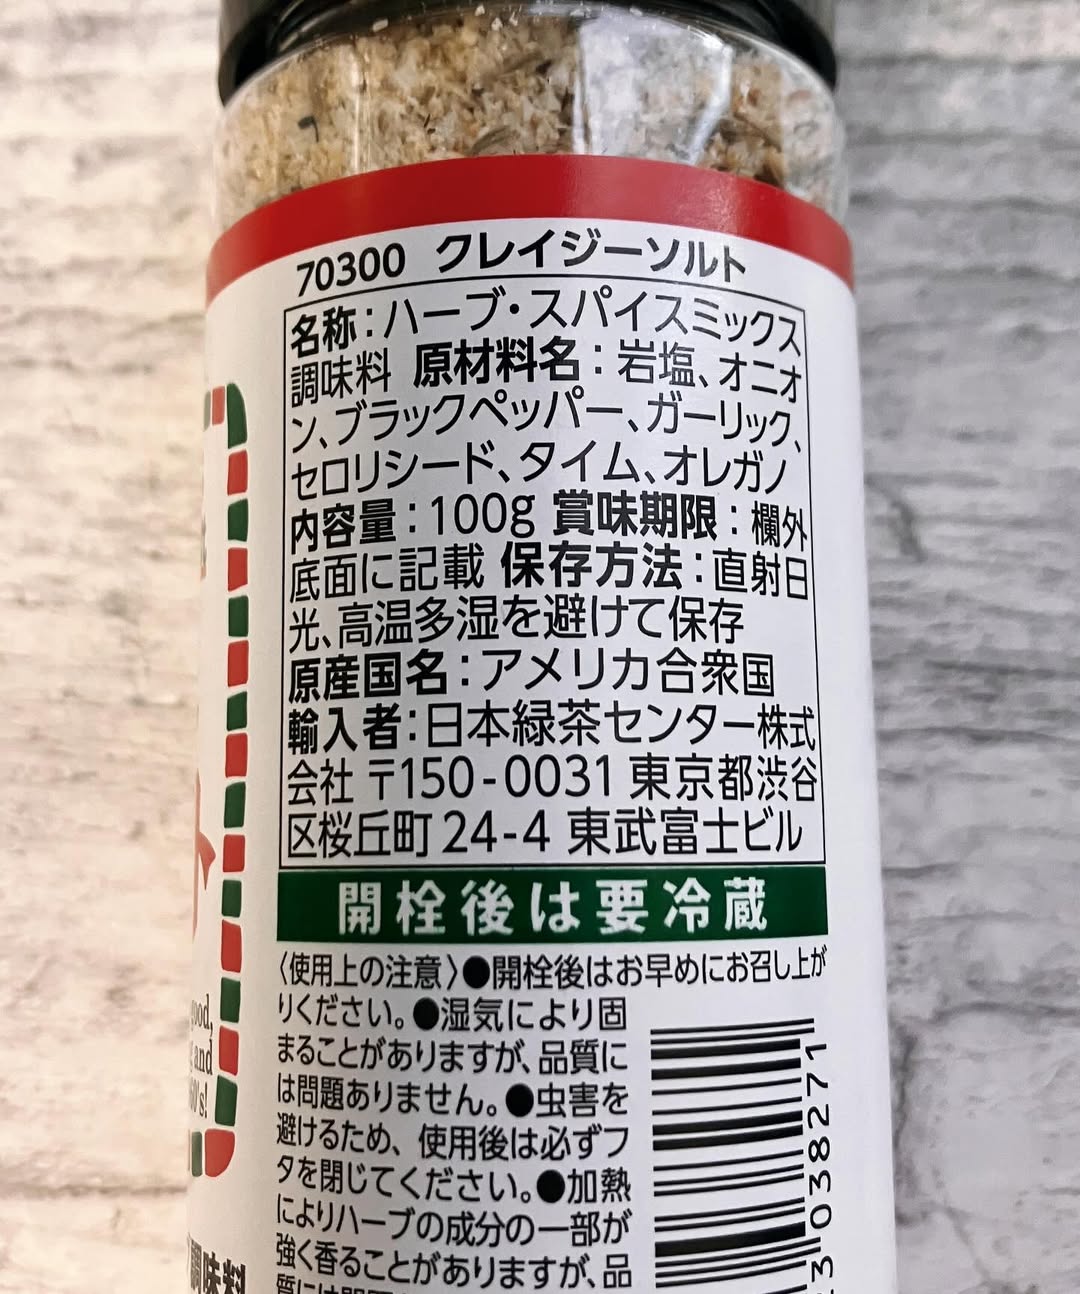 70300 クレイジーソルト
名称：ハーブ・スパイスミックス
調味料 原材料名：岩塩、オニオ
ン、ブラックペッパー、ガーリック、
セロリシード、タイム、オレガノ
内容量：100g 賞味期限：欄外
底面に記載 保存方法：直射日
光、高温多湿を避けて保存
原産国名：アメリカ合衆国
輸入者：日本緑茶センター株式
会社 〒150-0031 東京都渋谷
区桜丘町24-4 東武富士ビル
開栓後は要冷蔵
〈使用上の注意〉●開栓後はお早めにお召し上が
りください。●湿気により固
まることがありますが、品質に
は問題ありません。●虫害を
避けるため、使用後は必ずフ
タを閉じてください。●加熱
によりハーブの成分の一部が
強く香ることがありますが、品
質には
038271
good,
and
60's!
調味料